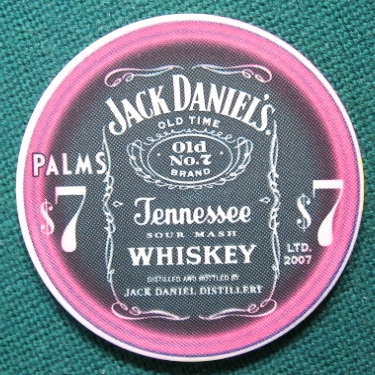 JACK DANIEL'S
OLD TIME
Old
No. 7
BRAND
PALMS
$7
Tennessee
SOUR MASH
WHISKEY
DISTILLED AND BOTTLED BY
JACK DANIEL DISTILLERY
$7
LTD.
2007